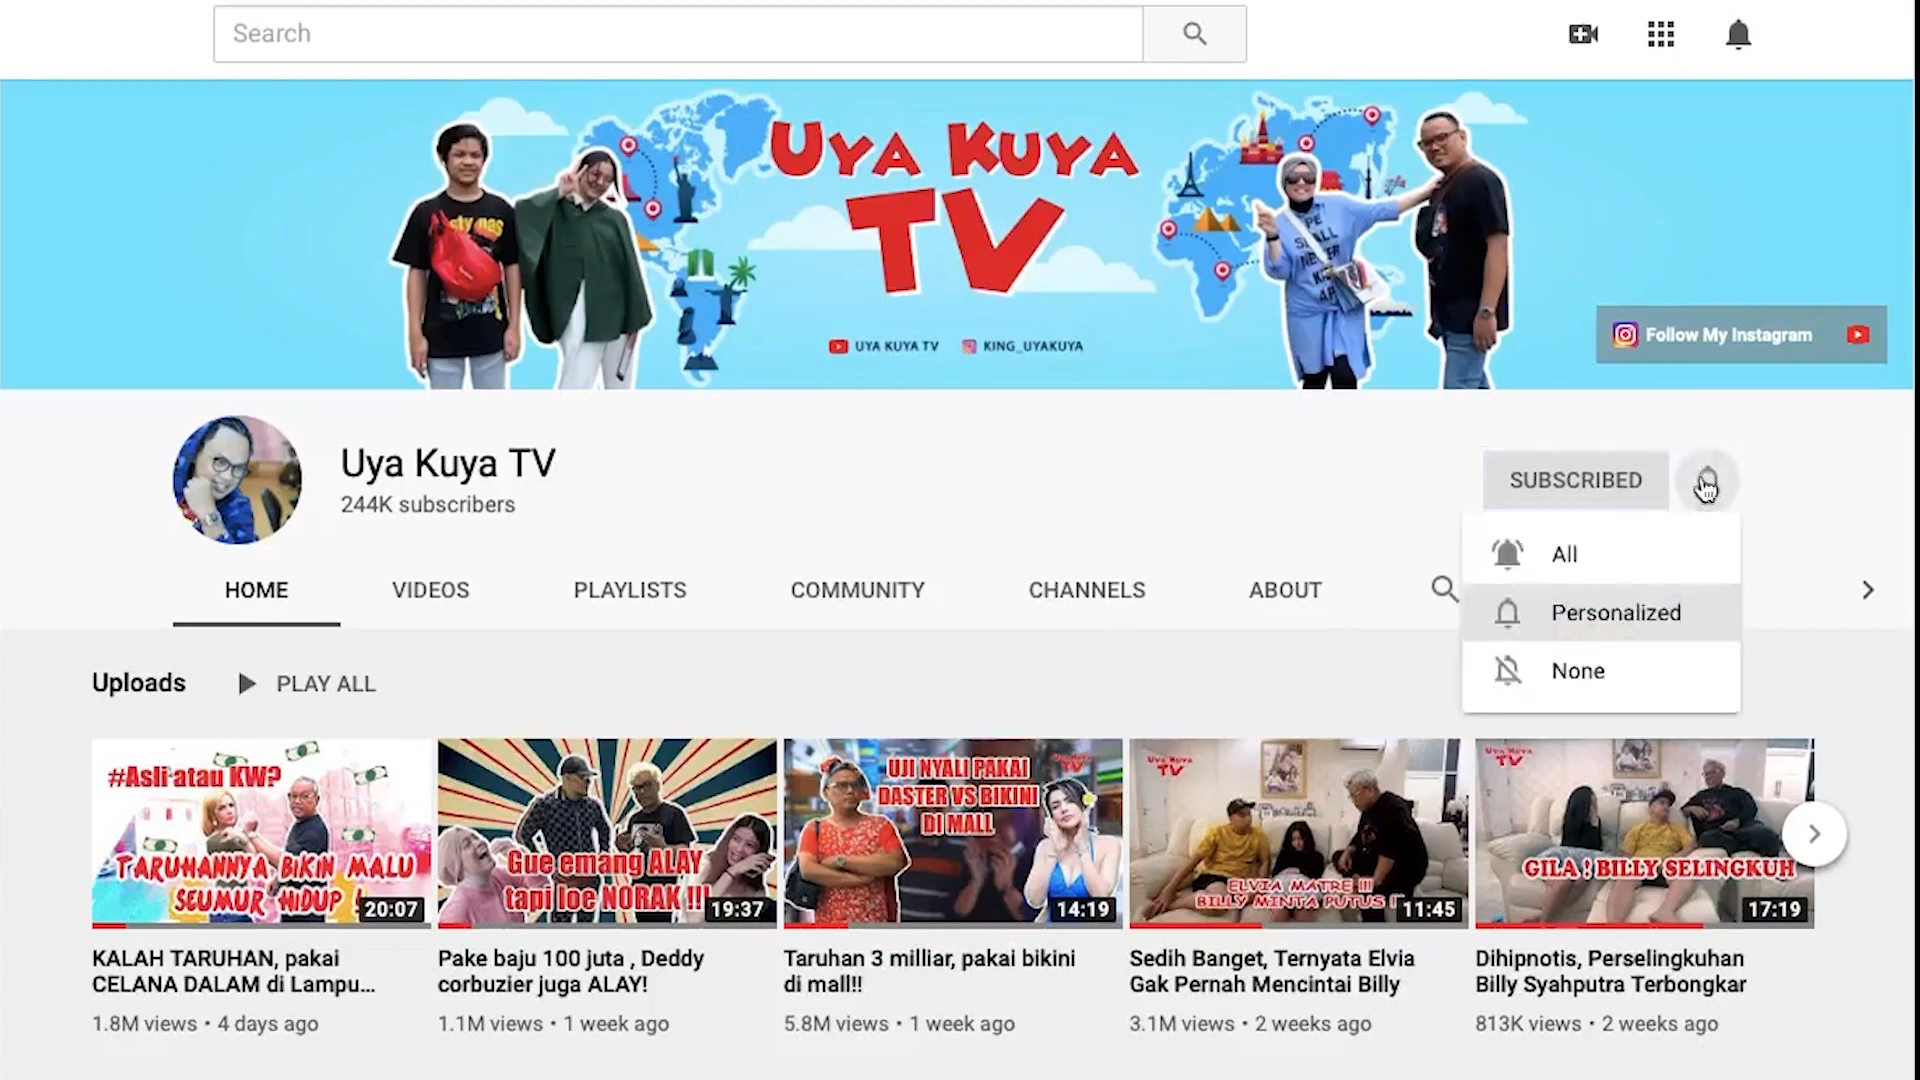 Search
UYA KUYA
TV
UYA KUYA TV
KING_UYAKUYA
Follow My Instagram
Uya Kuya TV
244K subscribers
SUBSCRIBED
All
Personalized
None
HOME
VIDEOS
PLAYLISTS
COMMUNITY
CHANNELS
ABOUT
Uploads
PLAY ALL
#Asli atau KW?
TARUHANNYA BIKIN MALU
SEUMUR HIDUP !
20:07
Gue emang ALAY
tapi loe NORAK !!!
19:37
UJI NYALI PAKAI
DASTER VS BIKINI
DI MALL
14:19
UYA KUYA
TV
ELVIA MATRE !!!
BILLY MINTA PUTUS !
11:45
UYA KUYA
TV
GILA ! BILLY SELINGKUH
17:19
KALAH TARUHAN, pakai
CELANA DALAM di Lampu...
1.8M views • 4 days ago
Pake baju 100 juta , Deddy
corbuzier juga ALAY!
1.1M views • 1 week ago
Taruhan 3 milliar, pakai bikini
di mall!!
5.8M views • 1 week ago
Sedih Banget, Ternyata Elvia
Gak Pernah Mencintai Billy
3.1M views • 2 weeks ago
Dihipnotis, Perselingkuhan
Billy Syahputra Terbongkar
813K views • 2 weeks ago